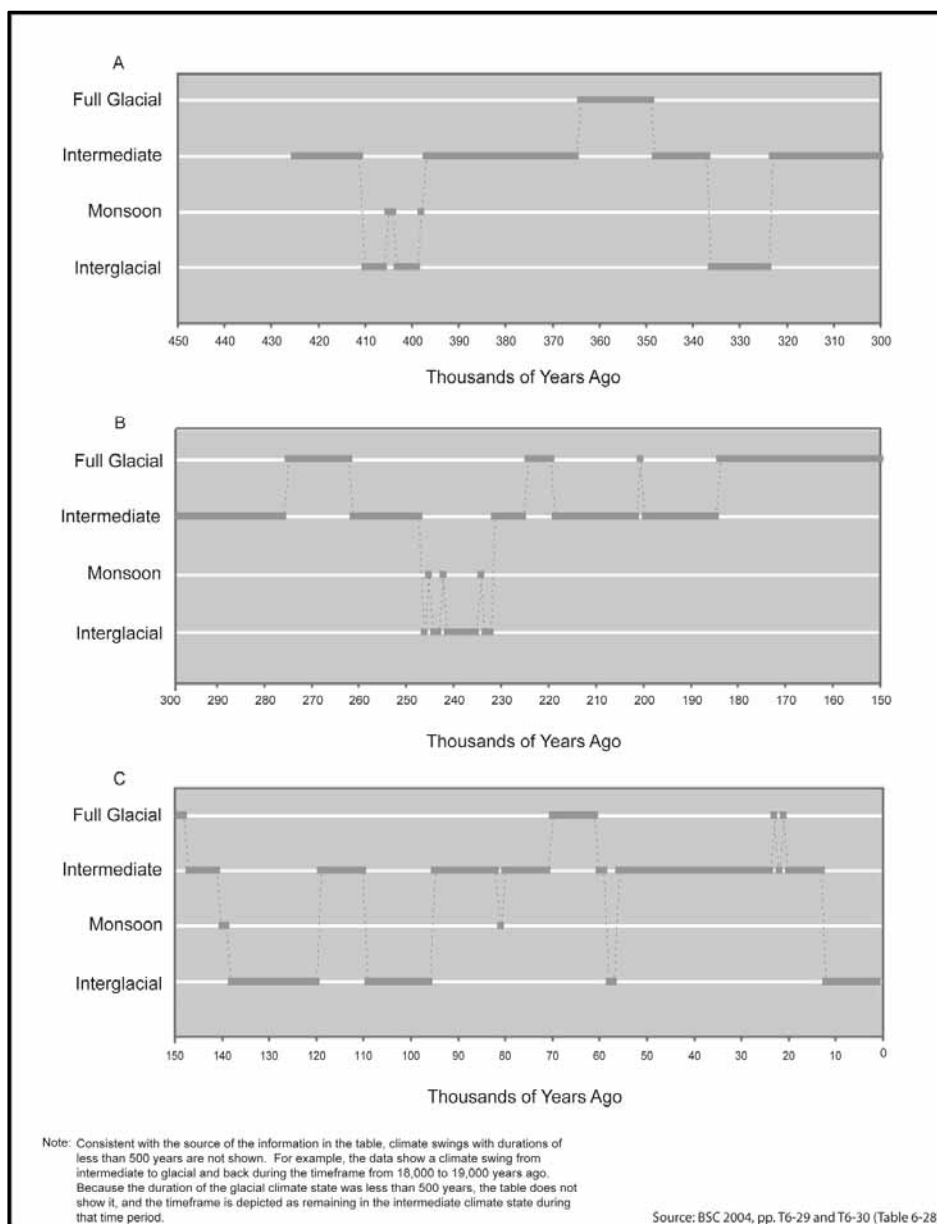 A
Full Glacial
Intermediate
Monsoon
Interglacial
450 440 430 420 410 400 390 380 370 360 350 340 330 320 310 300
Thousands of Years Ago
B
Full Glacial
Intermediate
Monsoon
Interglacial
300 290 280 270 260 250 240 230 220 210 200 190 180 170 160 150
Thousands of Years Ago
C
Full Glacial
Intermediate
Monsoon
Interglacial
150 140 130 120 110 100 90 80 70 60 50 40 30 20 10 0
Thousands of Years Ago
Note: Consistent with the source of the information in the table, climate swings with durations of
less than 500 years are not shown. For example, the data show a climate swing from
intermediate to glacial and back during the timeframe from 18,000 to 19,000 years ago.
Because the duration of the glacial climate state was less than 500 years, the table does not
show it, and the timeframe is depicted as remaining in the intermediate climate state during
that time period.
Source: BSC 2004, pp. T6-29 and T6-30 (Table 6-28